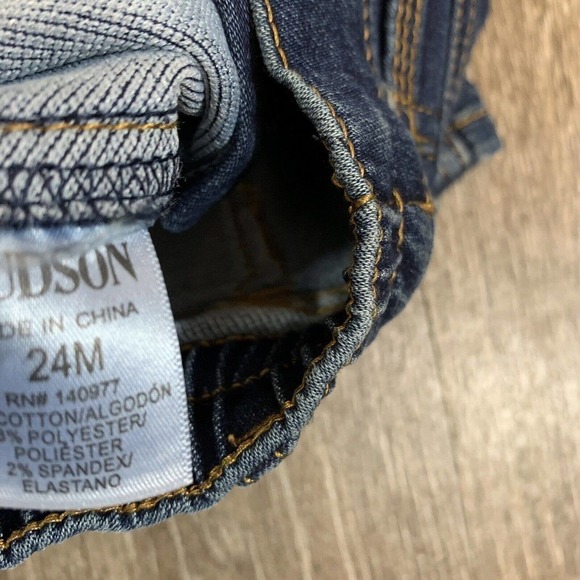 UDSON
DE IN CHINA
24M
RN# 140977
COTTON/ALGODÓN
% POLYESTER/
POLIÉSTER
2% SPANDEX/
ELASTANO